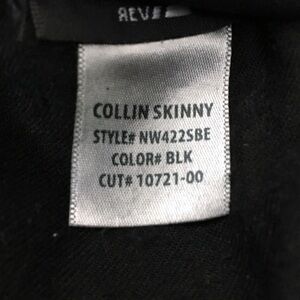 COLLIN SKINNY
STYLE# NW422SBE
COLOR# BLK
CUT# 10721-00